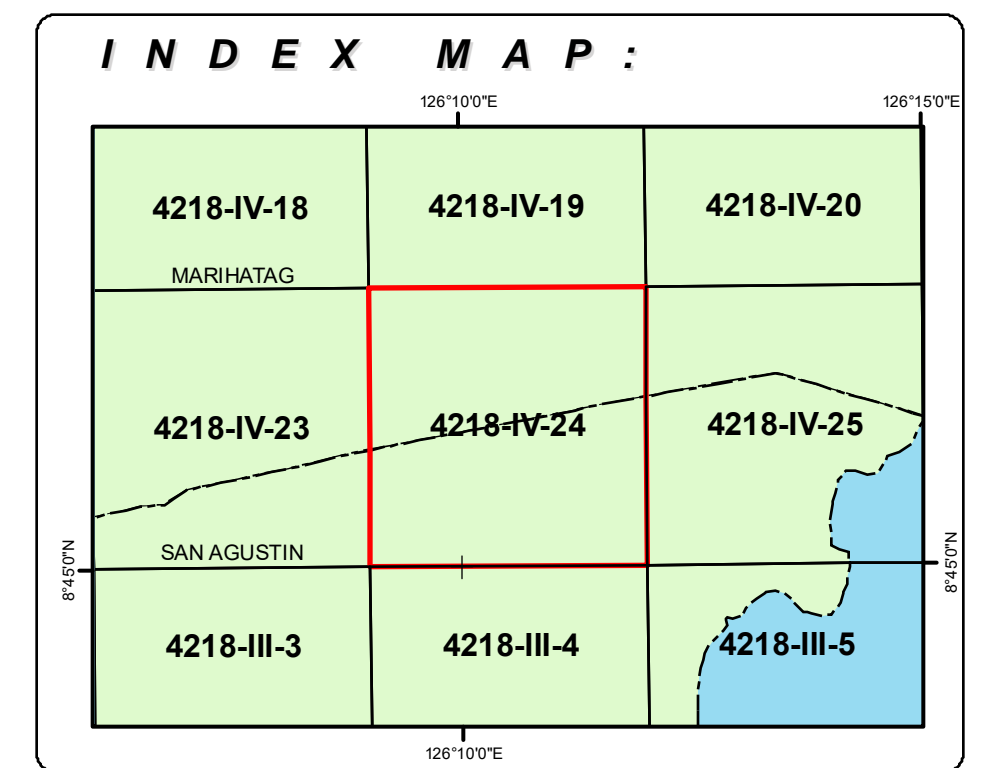 INDEX MAP:
126°10'0"E
126°15'0"E
4218-IV-18
4218-IV-19
4218-IV-20
MARIHATAG
4218-IV-23
4218-IV-24
4218-IV-25
SAN AGUSTIN
8°45'0"N
8°45'0"N
4218-III-3
4218-III-4
4218-III-5
126°10'0"E